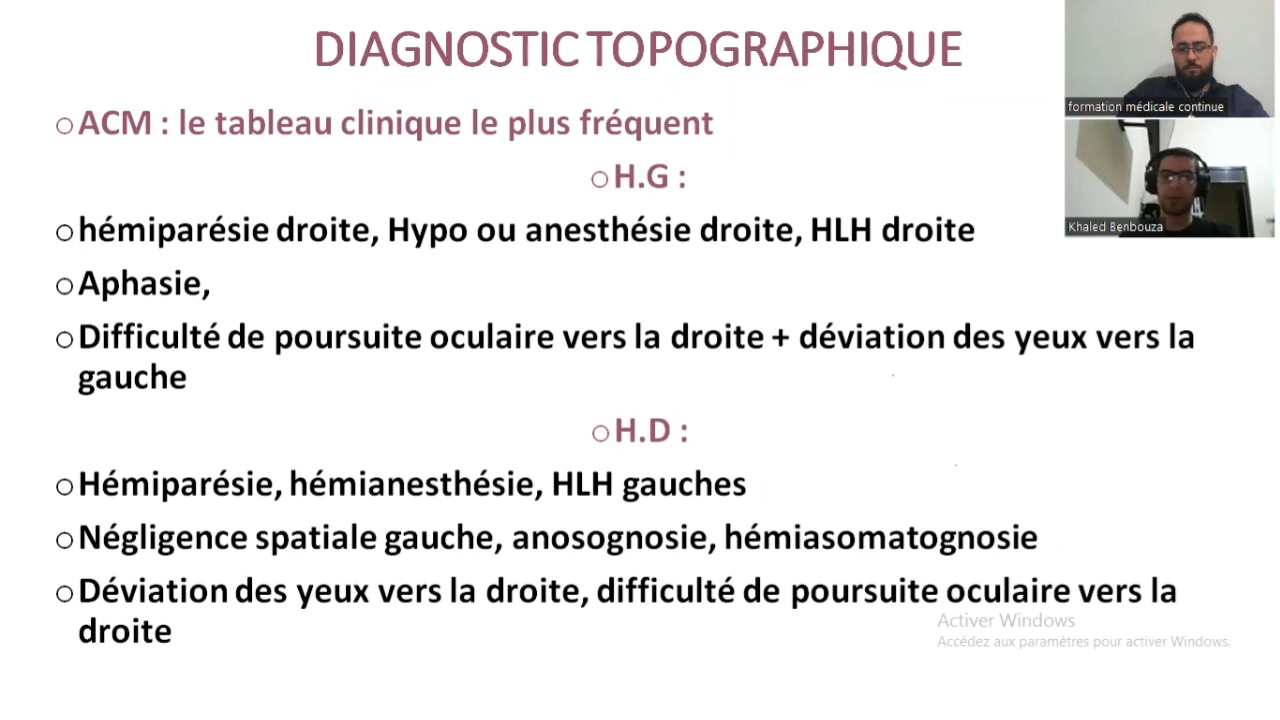 DIAGNOSTIC TOPOGRAPHIQUE
formation médicale continue
Khaled Benbouza
○ACM : le tableau clinique le plus fréquent
○H.G :
○hémiparésie droite, Hypo ou anesthésie droite, HLH droite
○Aphasie,
○Difficulté de poursuite oculaire vers la droite + déviation des yeux vers la
gauche
○H.D :
○Hémiparésie, hémianesthésie, HLH gauches
○Négligence spatiale gauche, anosognosie, hémiasomatognosie
○Déviation des yeux vers la droite, difficulté de poursuite oculaire vers la
droite
Activer Windows
Accédez aux paramètres pour activer Windows.